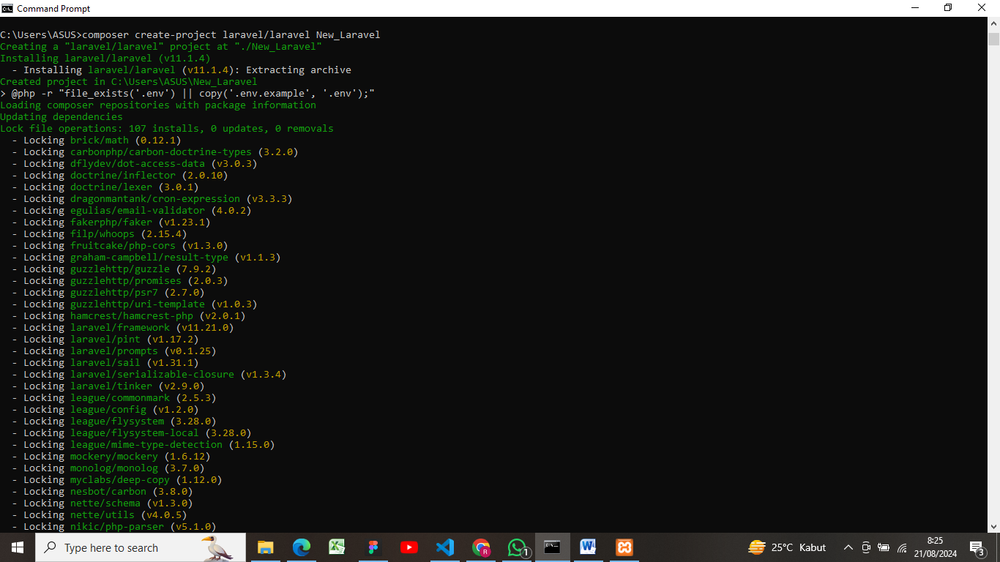 Command Prompt
C:\Users\ASUS>composer create-project laravel/laravel New_Laravel
Creating a "laravel/laravel" project at "./New_Laravel"
Installing laravel/laravel (v11.1.4)
  - Installing laravel/laravel (v11.1.4): Extracting archive
Created project in C:\Users\ASUS\New_Laravel
> @php -r "file_exists('.env') || copy('.env.example', '.env');"
Loading composer repositories with package information
Updating dependencies
Lock file operations: 107 installs, 0 updates, 0 removals
  - Locking brick/math (0.12.1)
  - Locking carbonphp/carbon-doctrine-types (3.2.0)
  - Locking dflydev/dot-access-data (v3.0.3)
  - Locking doctrine/inflector (2.0.10)
  - Locking doctrine/lexer (3.0.1)
  - Locking dragonmantank/cron-expression (v3.3.3)
  - Locking egulias/email-validator (4.0.2)
  - Locking fakerphp/faker (v1.23.1)
  - Locking filp/whoops (2.15.4)
  - Locking fruitcake/php-cors (v1.3.0)
  - Locking graham-campbell/result-type (v1.1.3)
  - Locking guzzlehttp/guzzle (7.9.2)
  - Locking guzzlehttp/promises (2.0.3)
  - Locking guzzlehttp/psr7 (2.7.0)
  - Locking guzzlehttp/uri-template (v1.0.3)
  - Locking hamcrest/hamcrest-php (v2.0.1)
  - Locking laravel/framework (v11.21.0)
  - Locking laravel/pint (v1.17.2)
  - Locking laravel/prompts (v0.1.25)
  - Locking laravel/sail (v1.31.1)
  - Locking laravel/serializable-closure (v1.3.4)
  - Locking laravel/tinker (v2.9.0)
  - Locking league/commonmark (2.5.3)
  - Locking league/config (v1.2.0)
  - Locking league/flysystem (3.28.0)
  - Locking league/flysystem-local (3.28.0)
  - Locking league/mime-type-detection (1.15.0)
  - Locking mockery/mockery (1.6.12)
  - Locking monolog/monolog (3.7.0)
  - Locking myclabs/deep-copy (1.12.0)
  - Locking nesbot/carbon (3.8.0)
  - Locking nette/schema (v1.3.0)
  - Locking nette/utils (v4.0.5)
  - Locking nikic/php-parser (v5.1.0)
Type here to search
R
1
25°C Kabut
8:25
21/08/2024
3